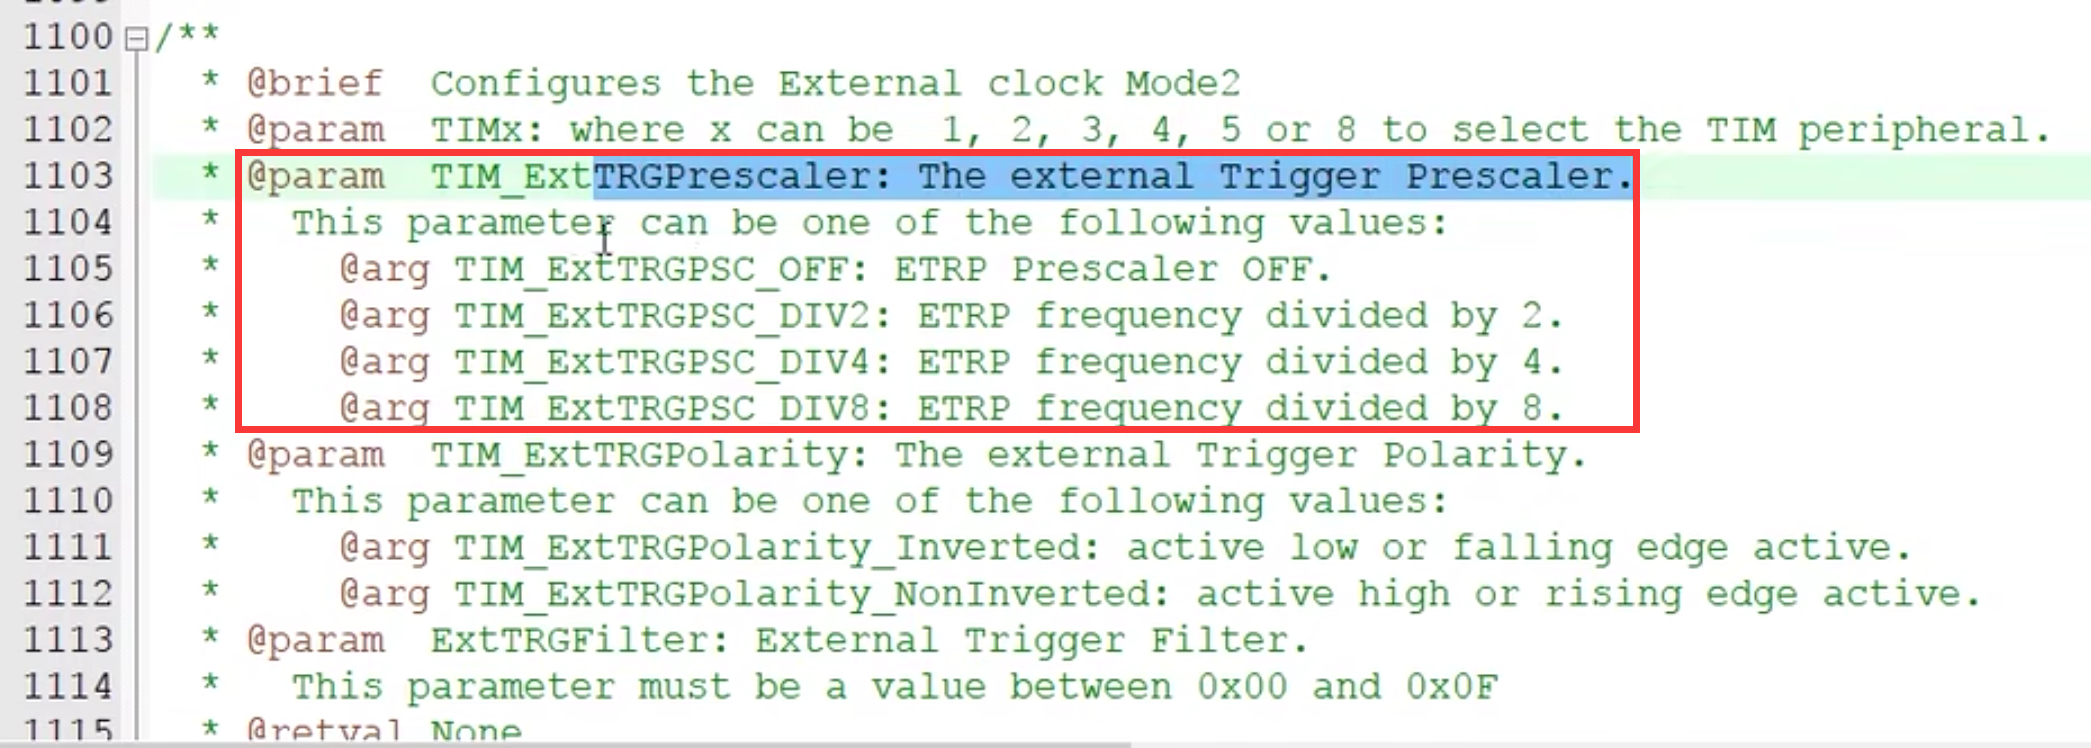 1100 /**
1101 * @brief  Configures the External clock Mode2
1102 * @param  TIMx: where x can be  1, 2, 3, 4, 5 or 8 to select the TIM peripheral.
1103 * @param  TIM_ExtTRGPrescaler: The external Trigger Prescaler.
1104 *   This parameter can be one of the following values:
1105 *     @arg TIM_ExtTRGPSC_OFF: ETRP Prescaler OFF.
1106 *     @arg TIM_ExtTRGPSC_DIV2: ETRP frequency divided by 2.
1107 *     @arg TIM_ExtTRGPSC_DIV4: ETRP frequency divided by 4.
1108 *     @arg TIM_ExtTRGPSC_DIV8: ETRP frequency divided by 8.
1109 * @param  TIM_ExtTRGPolarity: The external Trigger Polarity.
1110 *   This parameter can be one of the following values:
1111 *     @arg TIM_ExtTRGPolarity_Inverted: active low or falling edge active.
1112 *     @arg TIM_ExtTRGPolarity_NonInverted: active high or rising edge active.
1113 * @param  ExtTRGFilter: External Trigger Filter.
1114 *   This parameter must be a value between 0x00 and 0x0F
1115 * @retval None